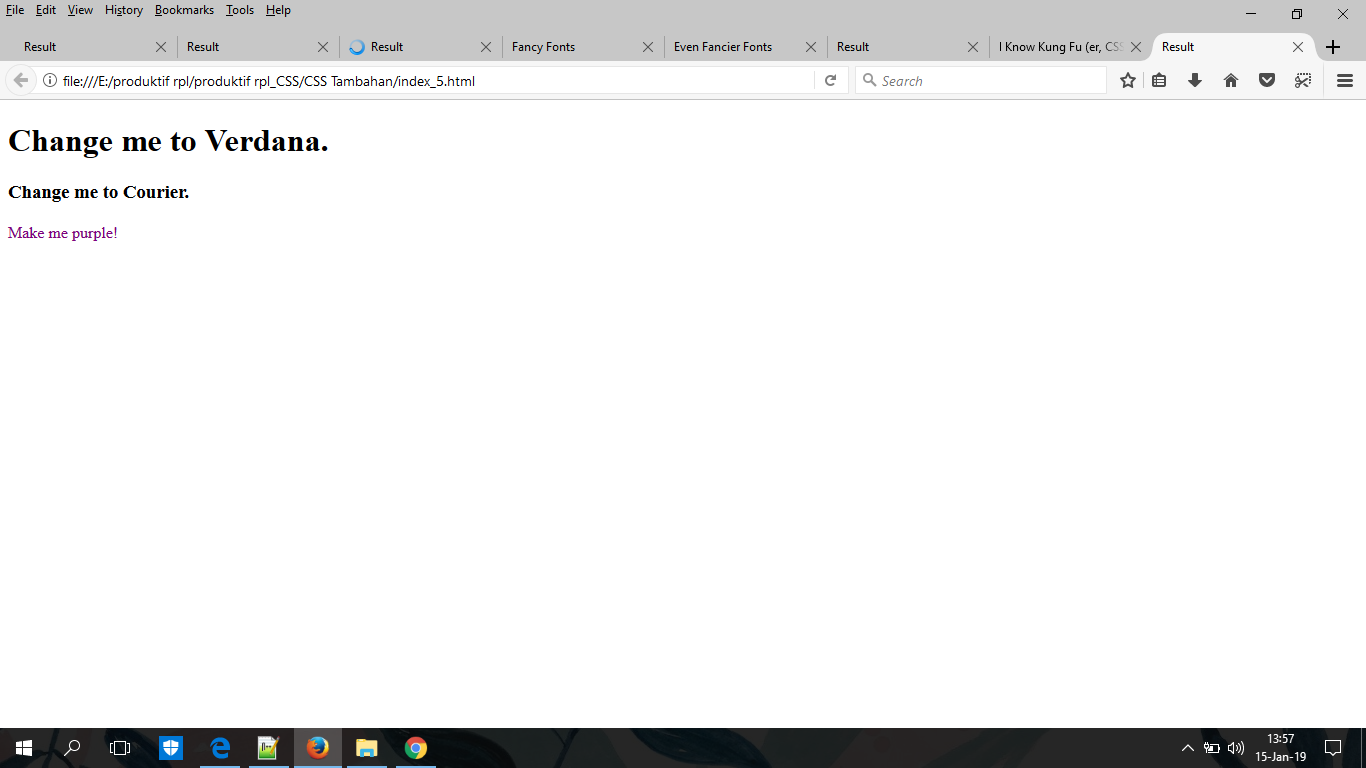 File Edit View History Bookmarks Tools Help
Result Result Result Fancy Fonts Even Fancier Fonts Result I Know Kung Fu (er, CSS Result
file:///E:/produktif rpl/produktif rpl_CSS/CSS Tambahan/index_5.html Search
Change me to Verdana.
Change me to Courier.
Make me purple!
13:57
15-Jan-19